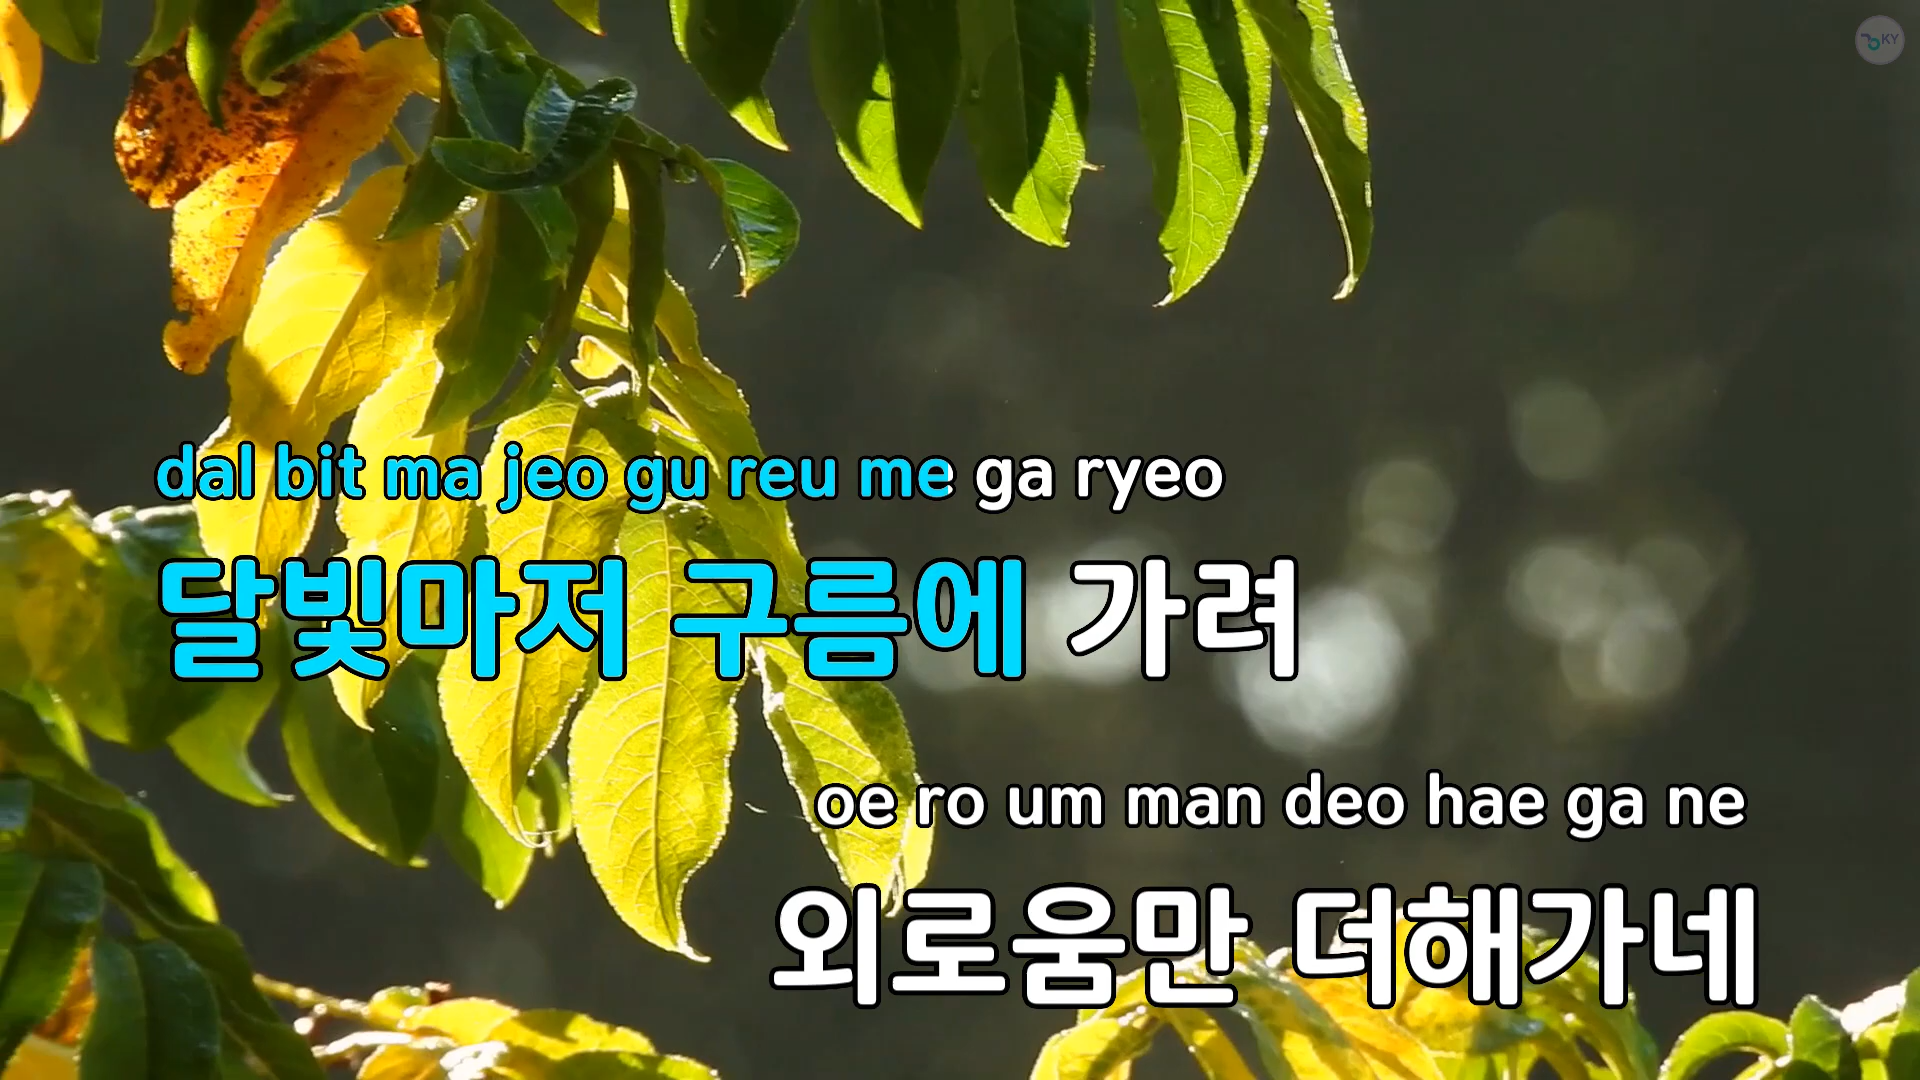 KY
dal bit ma jeo gu reu me ga ryeo
달빛마저 구름에 가려
oe ro um man deo hae ga ne
외로움만 더해가네